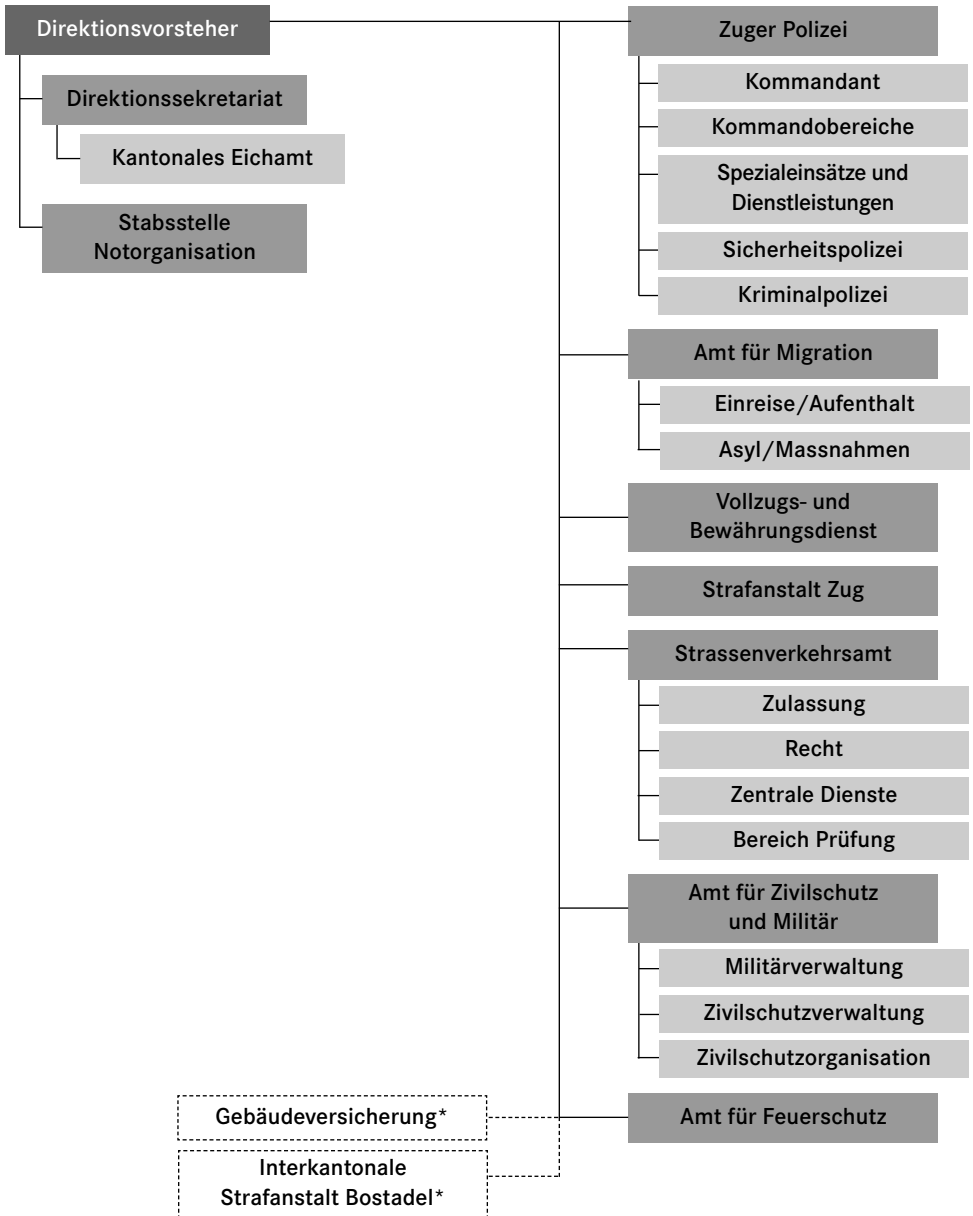 Direktionsvorsteher
Direktionssekretariat
Kantonales Eichamt
Stabsstelle
Notorganisation
Zuger Polizei
Kommandant
Kommandobereiche
Spezialeinsätze und
Dienstleistungen
Sicherheitspolizei
Kriminalpolizei
Amt für Migration
Einreise/Aufenthalt
Asyl/Massnahmen
Vollzugs- und
Bewährungsdienst
Strafanstalt Zug
Strassenverkehrsamt
Zulassung
Recht
Zentrale Dienste
Bereich Prüfung
Amt für Zivilschutz
und Militär
Militärverwaltung
Zivilschutzverwaltung
Zivilschutzorganisation
Gebäudeversicherung*
Amt für Feuerschutz
Interkantonale
Strafanstalt Bostadel*